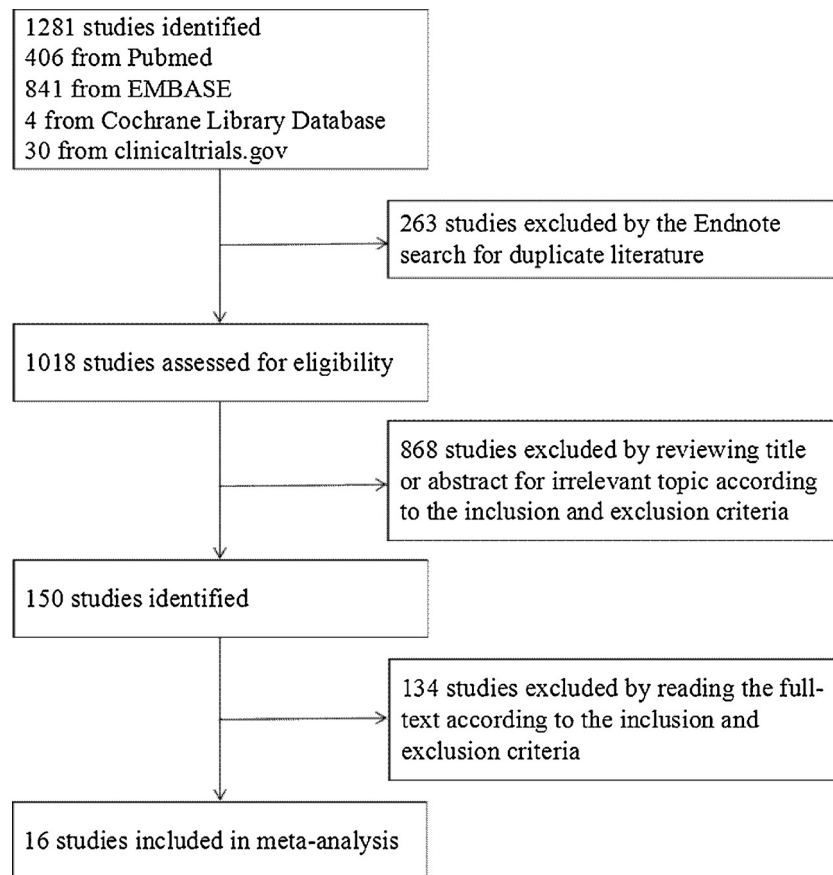 1281 studies identified
406 from Pubmed
841 from EMBASE
4 from Cochrane Library Database
30 from clinicaltrials.gov
263 studies excluded by the Endnote
search for duplicate literature
1018 studies assessed for eligibility
868 studies excluded by reviewing title
or abstract for irrelevant topic according
to the inclusion and exclusion criteria
150 studies identified
134 studies excluded by reading the full-
text according to the inclusion and
exclusion criteria
16 studies included in meta-analysis